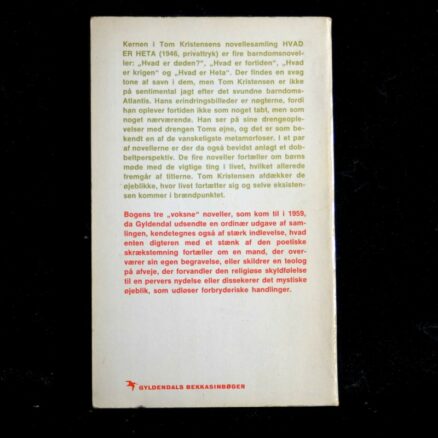 Kernen i Tom Kristensens novellesamling HVAD
ER HETA (1946, privattryk) er fire barndomsnovel-
ler: „Hvad er døden?", „Hvad er fortiden", „Hvad
er krigen" og „Hvad er Heta". Der findes en svag
tone af savn i dem, men Tom Kristensen er ikke
på sentimental jagt efter det svundne barndoms-
Atlantis. Hans erindringsbilleder er nøgterne, fordi
han oplever fortiden ikke som noget tabt, men som
noget nærværende. Han ser på sine drengeople-
velser med drengen Toms øjne, og det er som be-
kendt en af de vanskeligste metamorfoser. I et par
af novellerne er der da også bevidst anlagt et dob-
beltperspektiv. De fire noveller fortæller om børns
møde med de vigtige ting i livet, hvilket allerede
fremgår af titlerne. Tom Kristensen afdækker de
øjeblikke, hvor livet fortæller sig og selve eksisten-
sen kommer i brændpunktet.
Bogens tre „voksne" noveller, som kom til i 1959,
da Gyldendal udsendte en ordinær udgave af sam-
lingen, kendetegnes også af stærk indlevelse, hvad
enten digteren med et stænk af den poetiske
skrækstemning fortæller om en mand, der over-
værer sin egen begravelse, eller skildrer en teolog
på afveje, der forvandler den religiøse skyldfølelse
til en pervers nydelse eller dissekerer det mystiske
øjeblik, som udløser forbryderiske handlinger.
GYLDENDALS BEKKASINBØGER